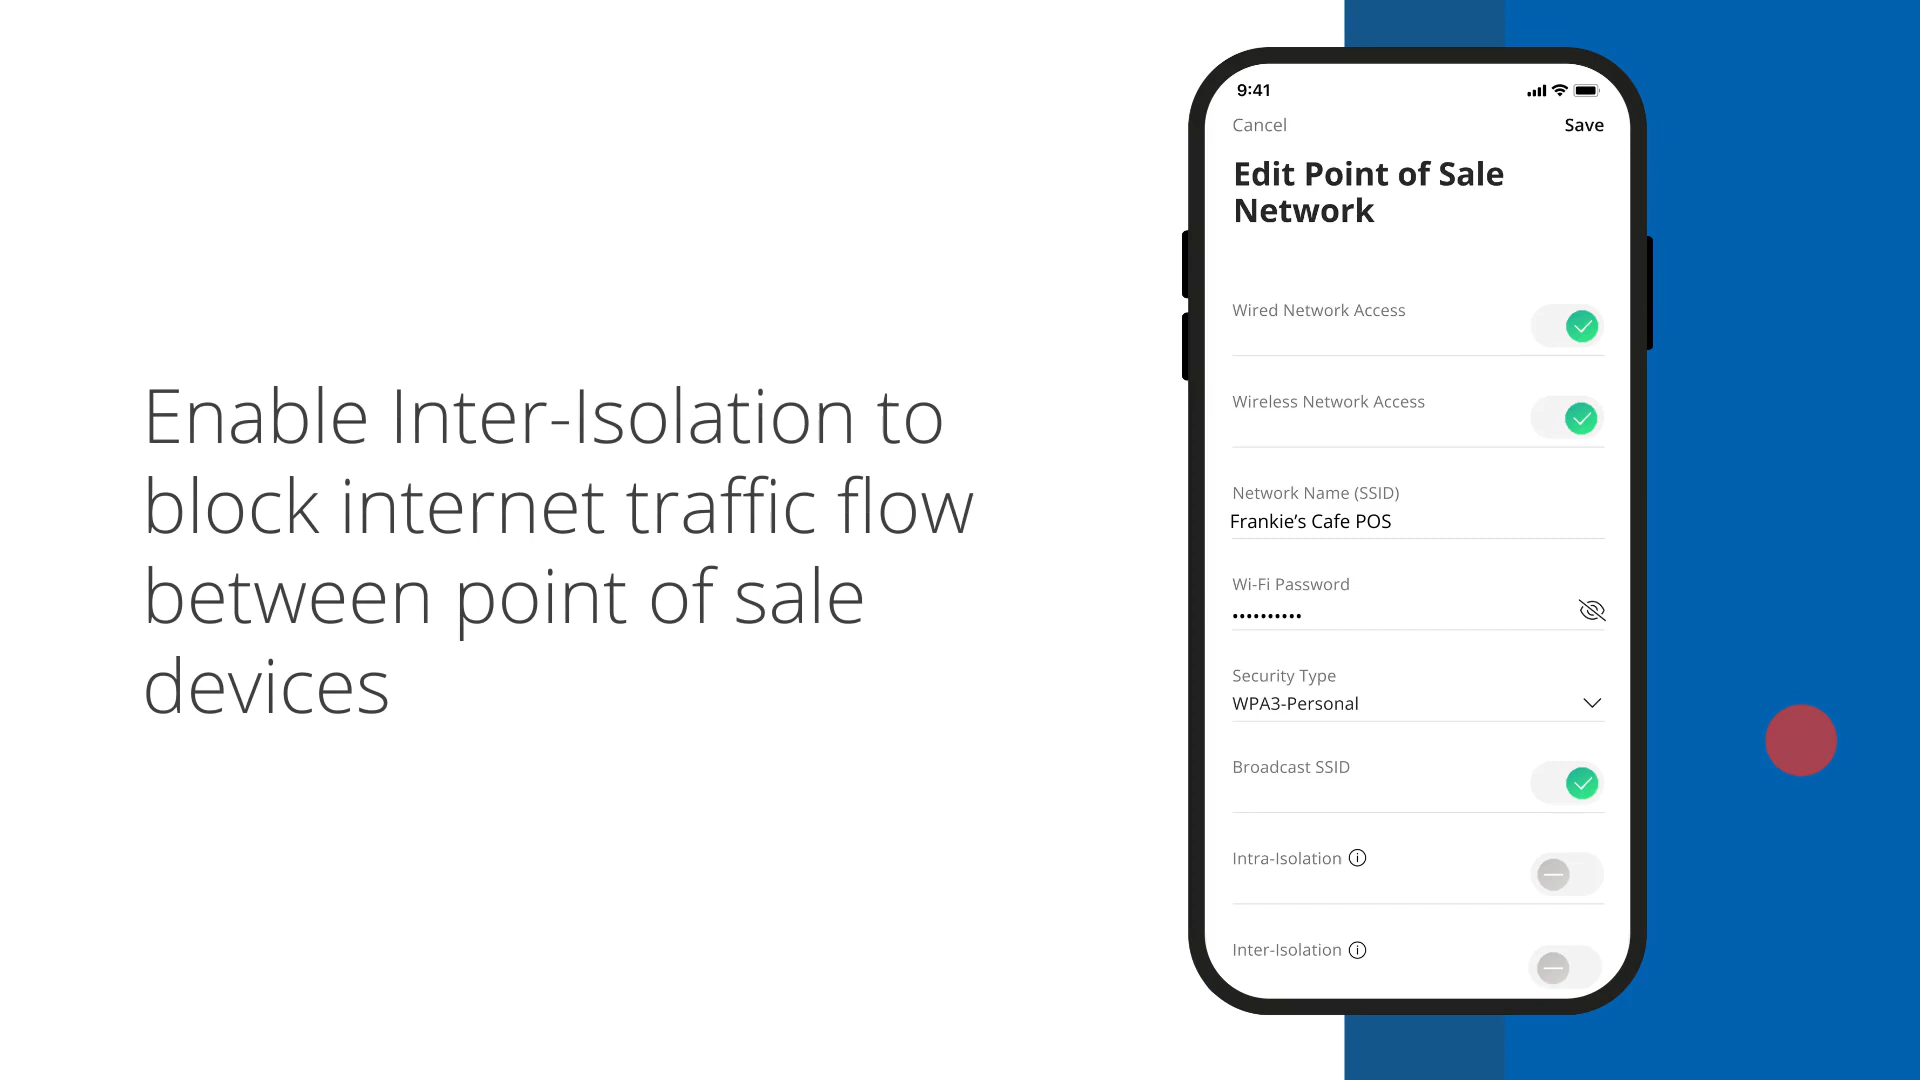 Enable Inter-Isolation to
block internet traffic flow
between point of sale
devices
9:41
Cancel
Save
Edit Point of Sale
Network
Wired Network Access
Wireless Network Access
Network Name (SSID)
Frankie’s Cafe POS
Wi-Fi Password
••••••••••
Security Type
WPA3-Personal
Broadcast SSID
Intra-Isolation
Inter-Isolation